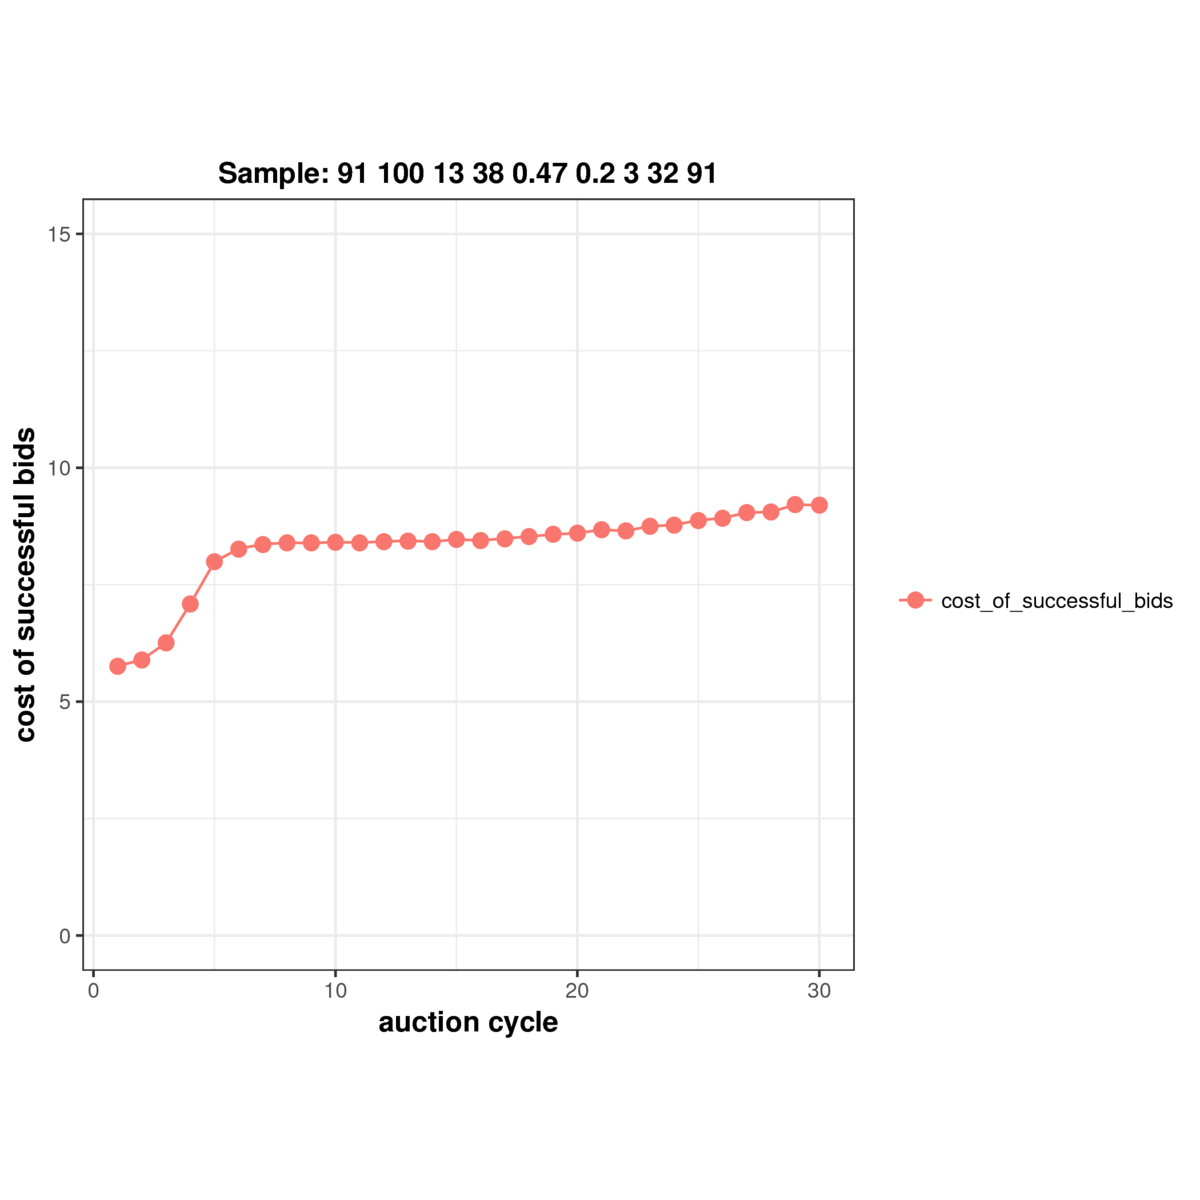 Sample: 91 100 13 38 0.47 0.2 3 32 91
cost of successful bids
15
10
5
0
0 10 20 30
auction cycle
cost_of_successful_bids